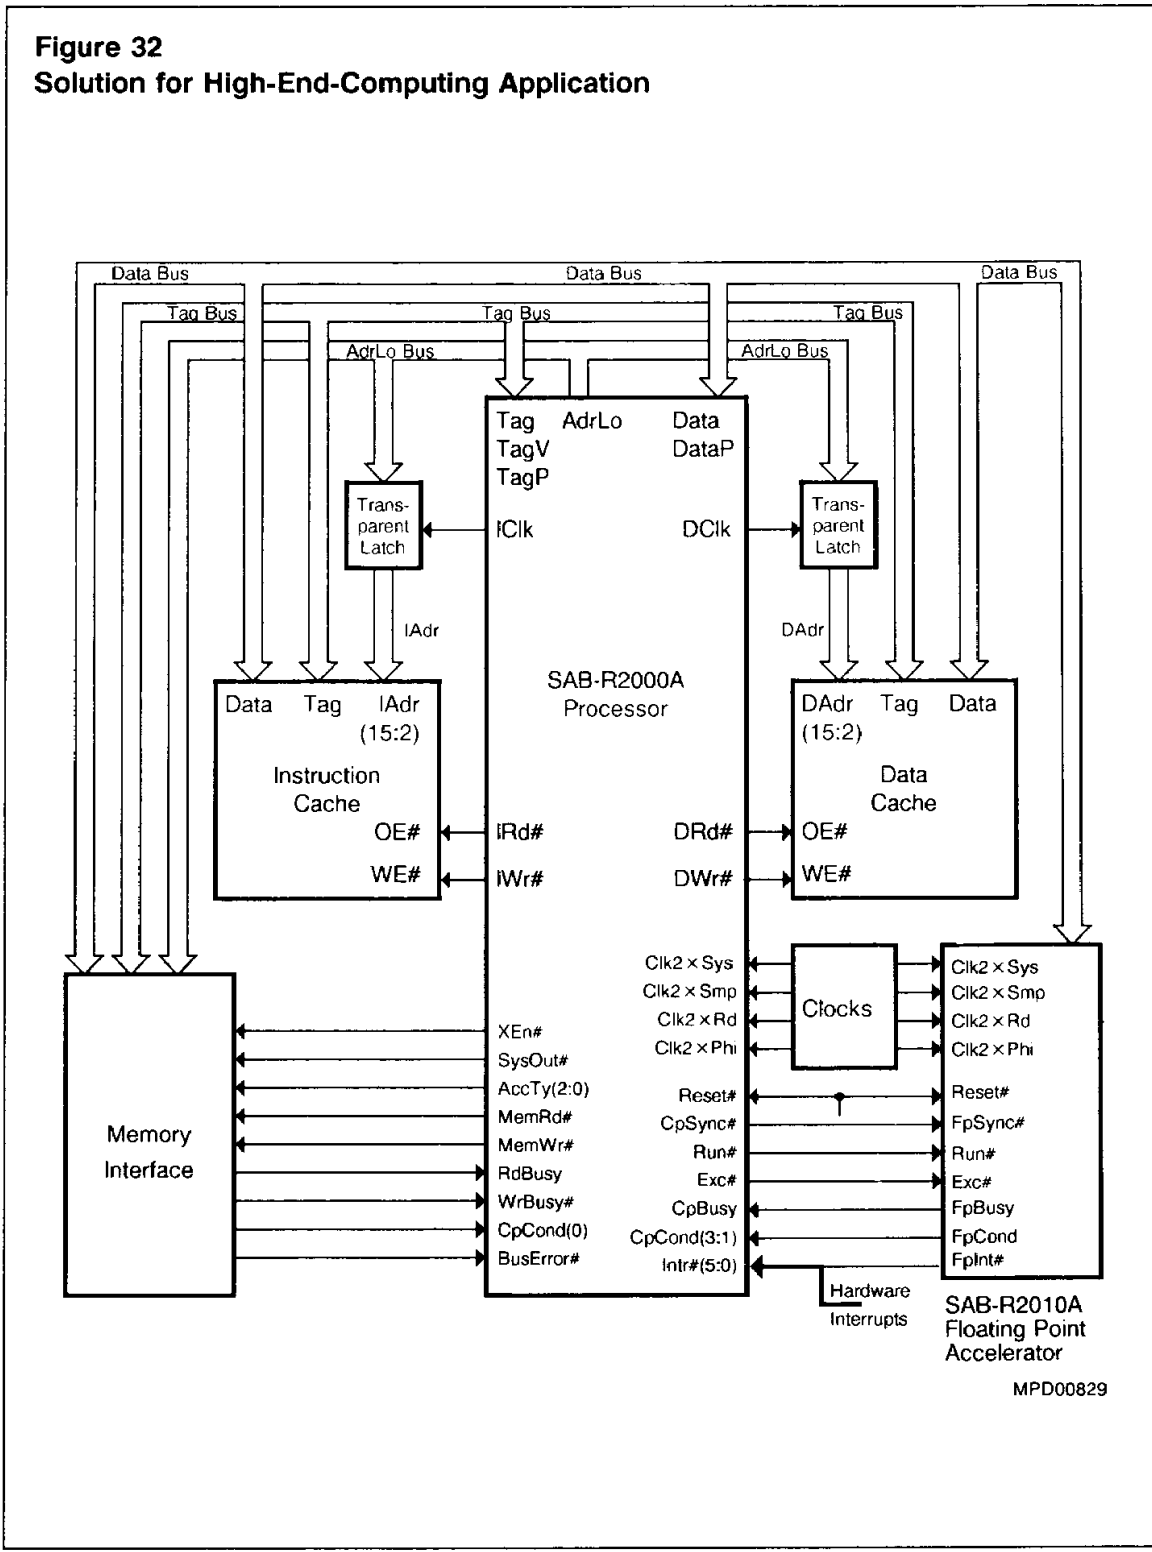 Figure 32
Solution for High-End-Computing Application
Data Bus
Data Bus
Data Bus
Tag Bus
Tag Bus
Tag Bus
AdrLo Bus
AdrLo Bus
Tag
AdrLo
Data
TagV
DataP
TagP
Trans-
parent
Latch
IClk
DClk
Trans-
parent
Latch
IAdr
DAdr
SAB-R2000A
Processor
Data
Tag
IAdr
(15:2)
Instruction
Cache
OE#
WE#
IRd#
IWr#
DRd#
DWr#
DAdr
(15:2)
Tag
Data
Data
Cache
OE#
WE#
Memory
Interface
XEn#
SysOut#
AccTy(2:0)
MemRd#
MemWr#
RdBusy
WrBusy#
CpCond(0)
BusError#
Clk2×Sys
Clk2×Smp
Clk2×Rd
Clk2×Phi
Reset#
CpSync#
Run#
Exc#
CpBusy
CpCond(3:1)
Intr#(5:0)
Clocks
Hardware
Interrupts
Clk2×Sys
Clk2×Smp
Clk2×Rd
Clk2×Phi
Reset#
FpSync#
Run#
Exc#
FpBusy
FpCond
FpInt#
SAB-R2010A
Floating Point
Accelerator
MPD00829